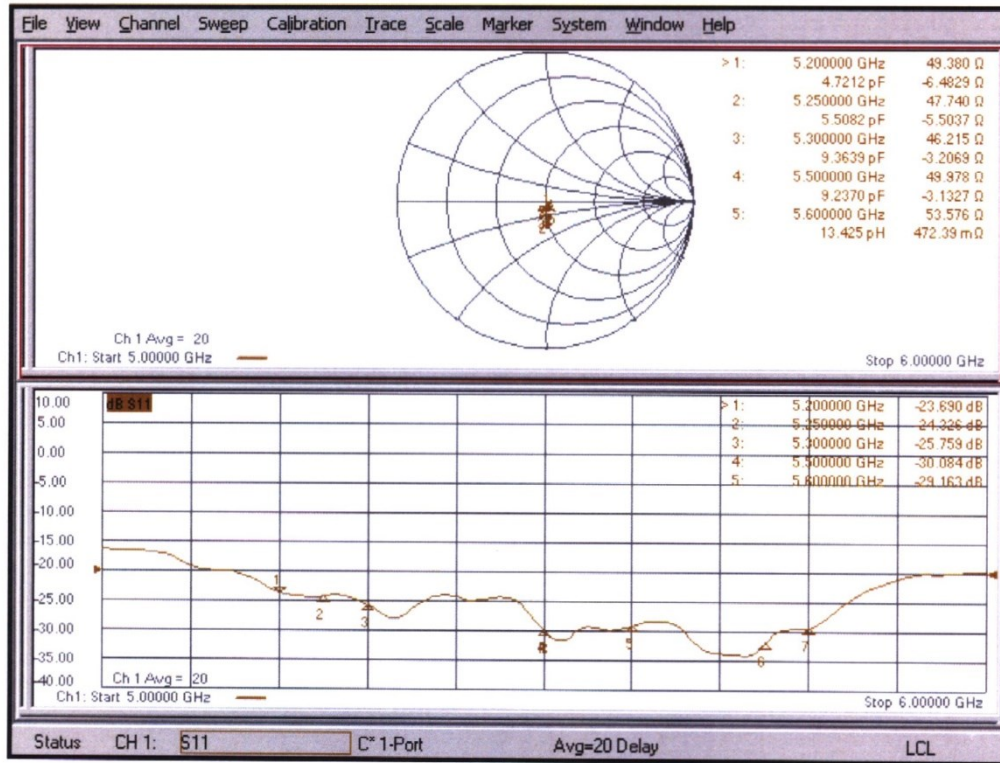 File View Channel Sweep Calibration Trace Scale Marker System Window Help
> 1: 5.200000 GHz 49.380 Ω
4.7212 pF -6.4829 Ω
2: 5.250000 GHz 47.740 Ω
5.5082 pF -5.5037 Ω
3: 5.300000 GHz 46.215 Ω
9.3639 pF -3.2069 Ω
4: 5.500000 GHz 49.978 Ω
9.2370 pF -3.1327 Ω
5: 5.600000 GHz 53.576 Ω
13.425 pH 472.39 mΩ
Ch 1 Avg = 20
Ch1: Start 5.00000 GHz
Stop 6.00000 GHz
10.00
5.00
0.00
-5.00
-10.00
-15.00
-20.00
-25.00
-30.00
-35.00
-40.00
dB S11
> 1: 5.200000 GHz -23.690 dB
2: 5.250000 GHz -24.326 dB
3: 5.300000 GHz -25.759 dB
4: 5.500000 GHz -30.084 dB
5: 5.600000 GHz -29.163 dB
1
2
3
5
6
7
Ch 1 Avg = 20
Ch1: Start 5.00000 GHz
Stop 6.00000 GHz
Status CH 1: S11 C* 1-Port Avg=20 Delay LCL